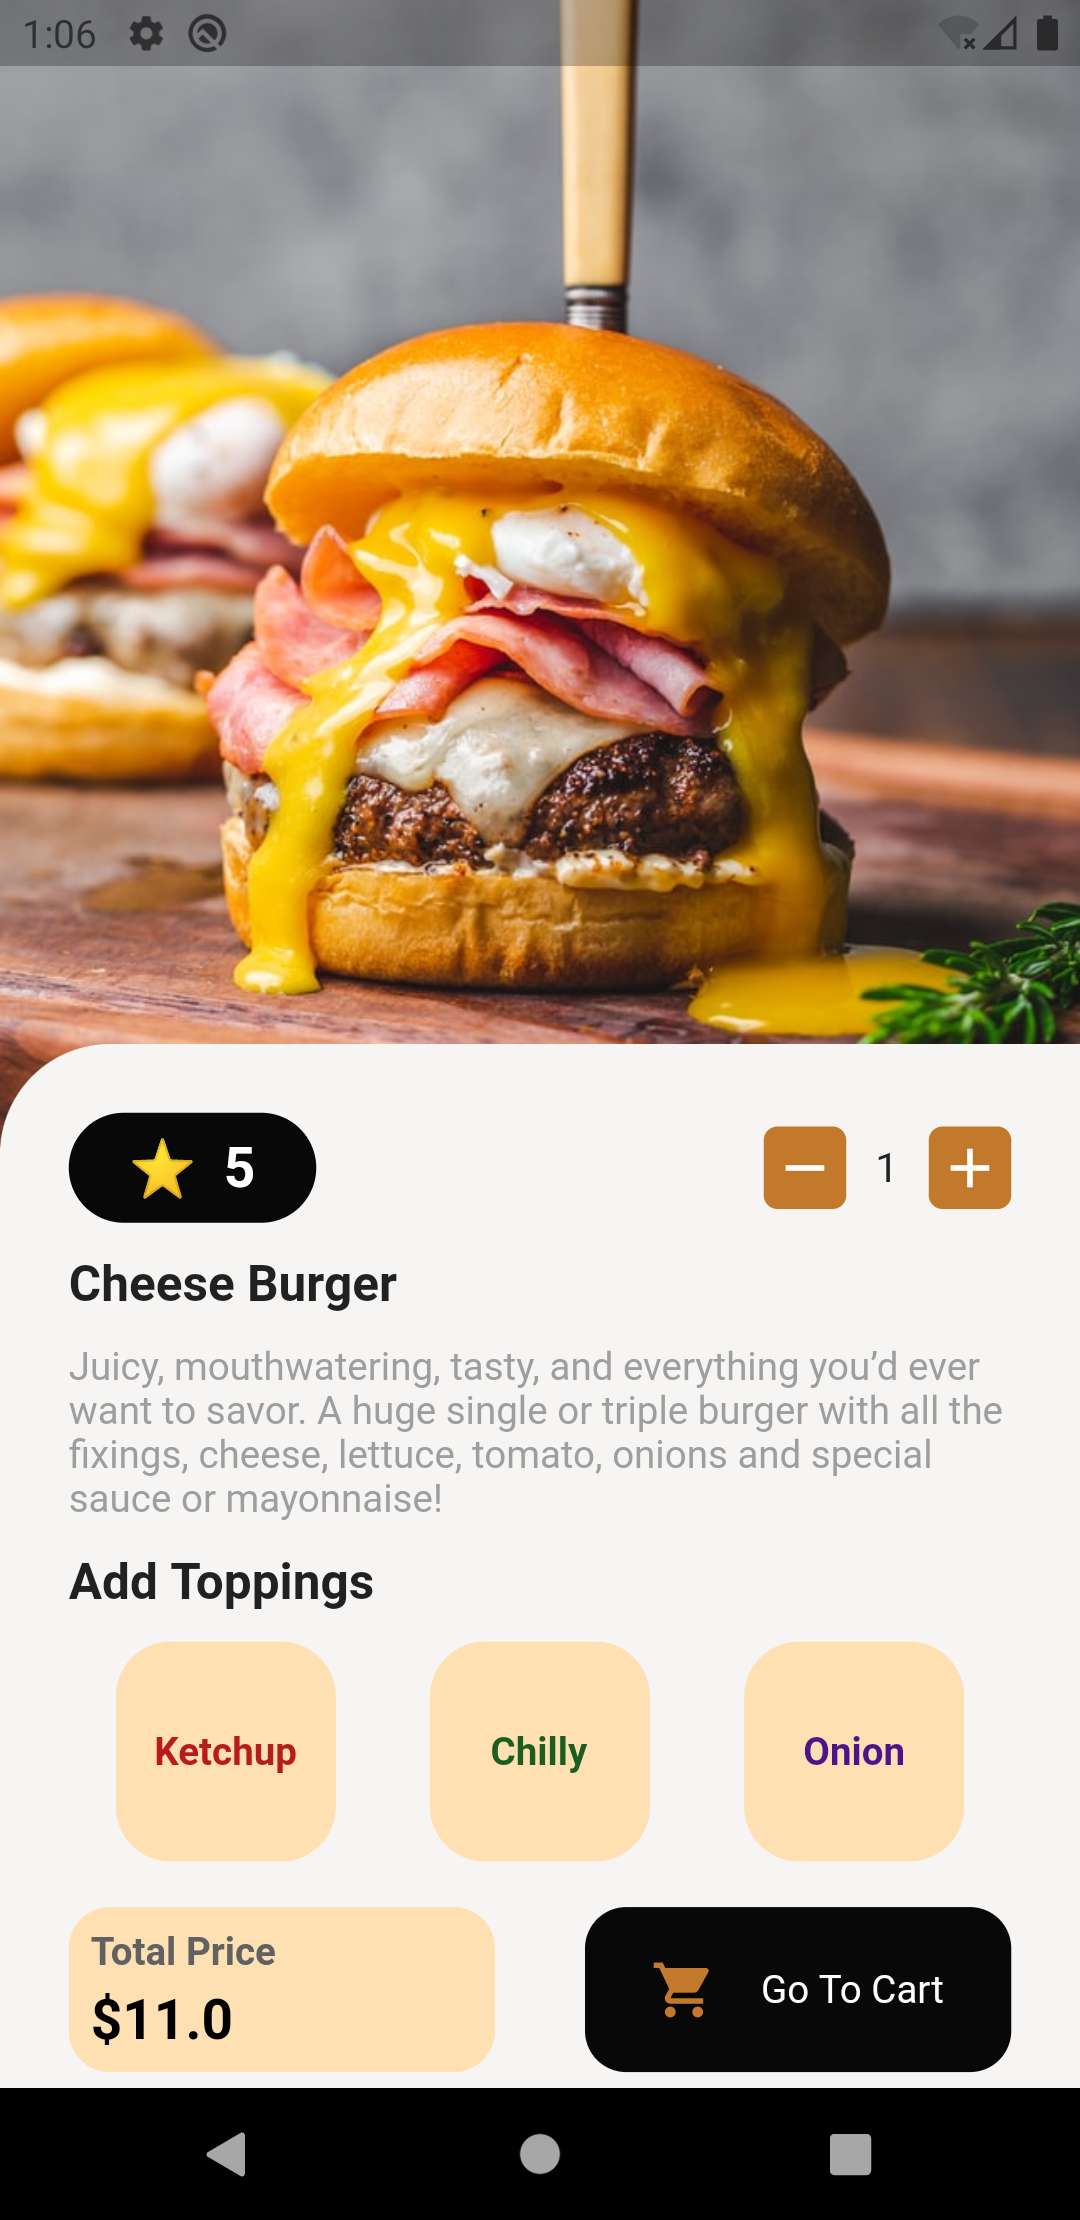 1:06
5
1
Cheese Burger
Juicy, mouthwatering, tasty, and everything you’d ever
want to savor. A huge single or triple burger with all the
fixings, cheese, lettuce, tomato, onions and special
sauce or mayonnaise!
Add Toppings
Ketchup
Chilly
Onion
Total Price
$11.0
Go To Cart